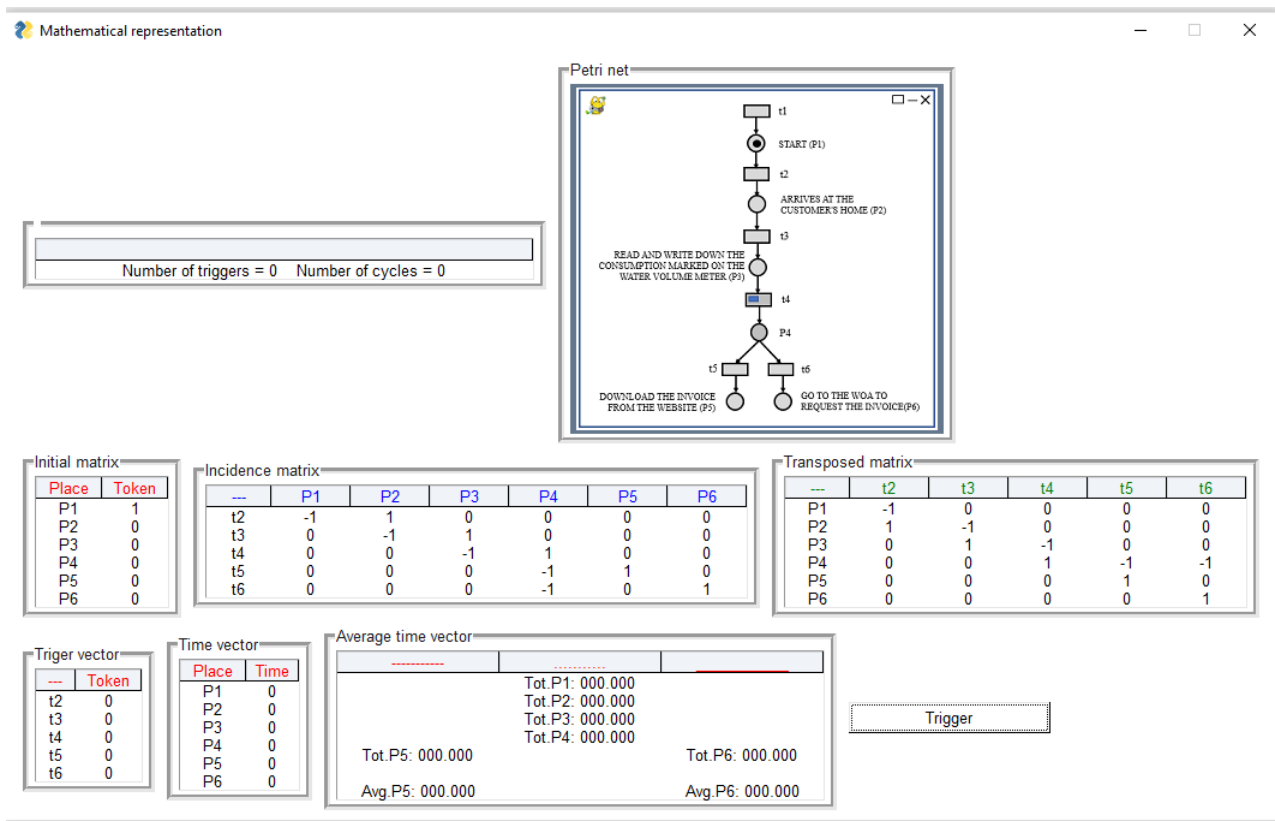 Mathematical representation
Petri net
t1
START (P1)
t2
ARRIVES AT THE
CUSTOMER'S HOME (P2)
t3
READ AND WRITE DOWN THE
CONSUMPTION MARKED ON THE
WATER VOLUME METER (P3)
t4
P4
t5 t6
DOWNLOAD THE INVOICE
FROM THE WEBSITE (P5)
GO TO THE WOA TO
REQUEST THE INVOICE(P6)
Number of triggers = 0 Number of cycles = 0
Initial matrix
Place Token
P1 1
P2 0
P3 0
P4 0
P5 0
P6 0
Incidence matrix
--- P1 P2 P3 P4 P5 P6
t2 -1 1 0 0 0 0
t3 0 -1 1 0 0 0
t4 0 0 -1 1 0 0
t5 0 0 0 -1 1 0
t6 0 0 0 -1 0 1
Transposed matrix
--- t2 t3 t4 t5 t6
P1 -1 0 0 0 0
P2 1 -1 0 0 0
P3 0 1 -1 0 0
P4 0 0 1 -1 -1
P5 0 0 0 1 0
P6 0 0 0 0 1
Triger vector
--- Token
t2 0
t3 0
t4 0
t5 0
t6 0
Time vector
Place Time
P1 0
P2 0
P3 0
P4 0
P5 0
P6 0
Average time vector
----------- ........... ___________
Tot.P1: 000.000
Tot.P2: 000.000
Tot.P3: 000.000
Tot.P4: 000.000
Tot.P5: 000.000 Tot.P6: 000.000
Avg.P5: 000.000 Avg.P6: 000.000
Trigger